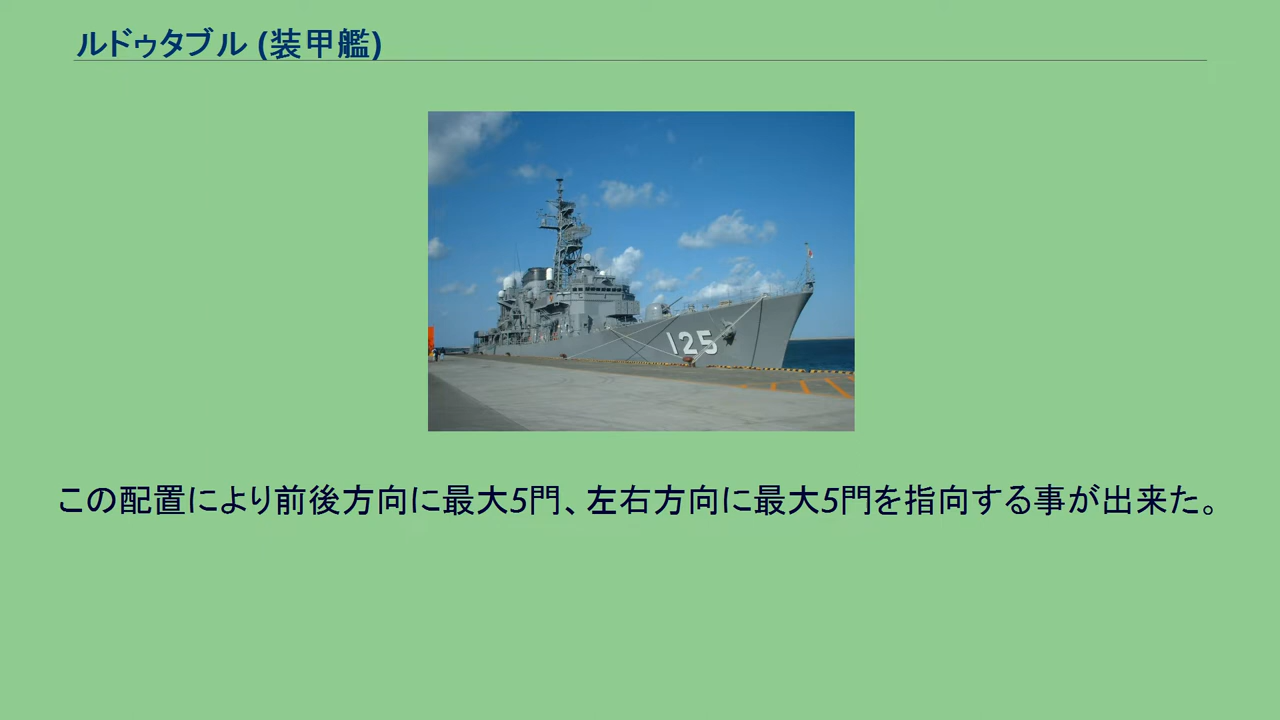 ルドゥタブル (装甲艦)
125
この配置により前後方向に最大5門、左右方向に最大5門を指向する事が出来た。